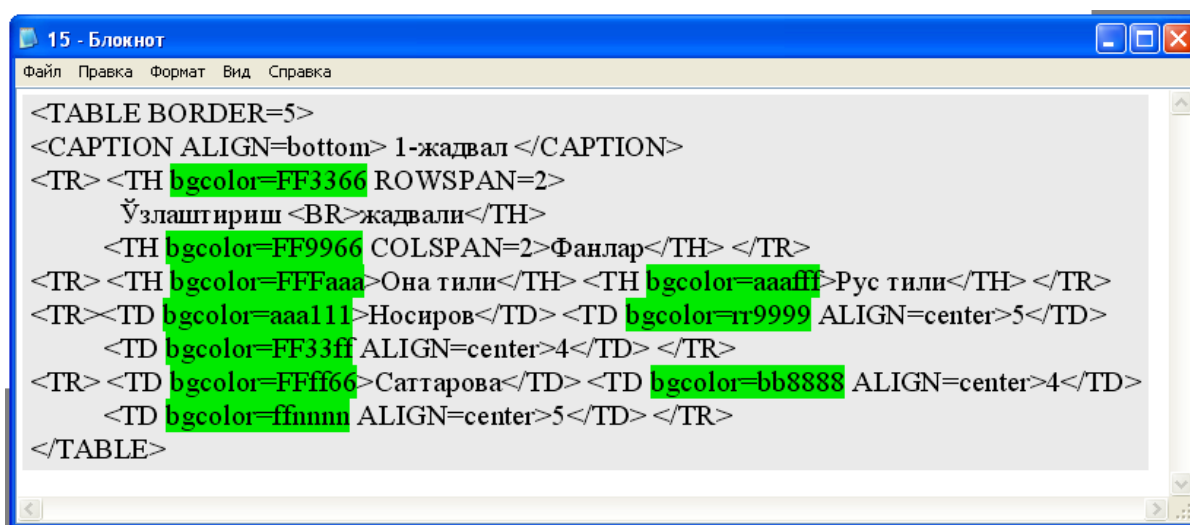 15 - Блокнот
Файл Правка Формат Вид Справка
<TABLE BORDER=5>
<CAPTION ALIGN=bottom> 1-жадвал </CAPTION>
<TR> <TH bgcolor=FF3366 ROWSPAN=2>
Ўзлаштириш <BR>жадвали</TH>
<TH bgcolor=FF9966 COLSPAN=2>Фанлар</TH> </TR>
<TR> <TH bgcolor=FFFaaa>Она тили</TH> <TH bgcolor=aaafff>Рус тили</TH> </TR>
<TR><TD bgcolor=aaa111>Носиров</TD> <TD bgcolor=rr9999 ALIGN=center>5</TD>
<TD bgcolor=FF33ff ALIGN=center>4</TD> </TR>
<TR> <TD bgcolor=FFff66>Саттарова</TD> <TD bgcolor=bb8888 ALIGN=center>4</TD>
<TD bgcolor=ffnnnn ALIGN=center>5</TD> </TR>
</TABLE>